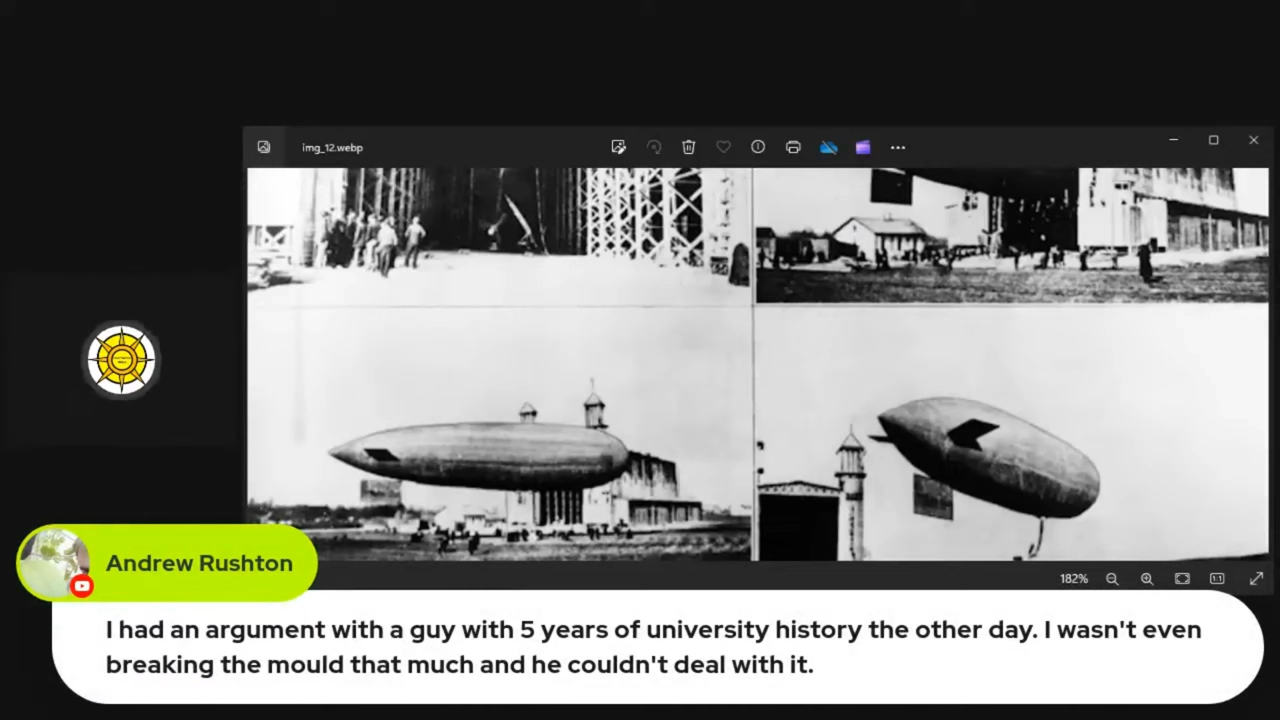 img_12.webp
182%
Andrew Rushton
I had an argument with a guy with 5 years of university history the other day. I wasn't even
breaking the mould that much and he couldn't deal with it.